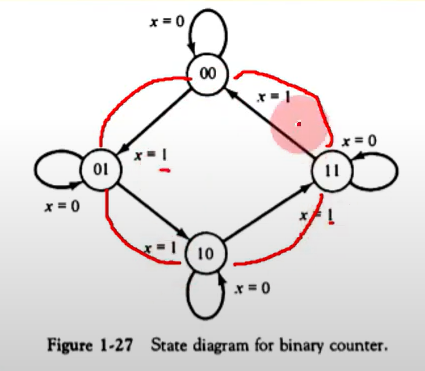 x = 0
00
x = 1
x = 0
x = 1
01
11
x = 0
x = 1
x = 1
10
x = 0
Figure 1-27 State diagram for binary counter.